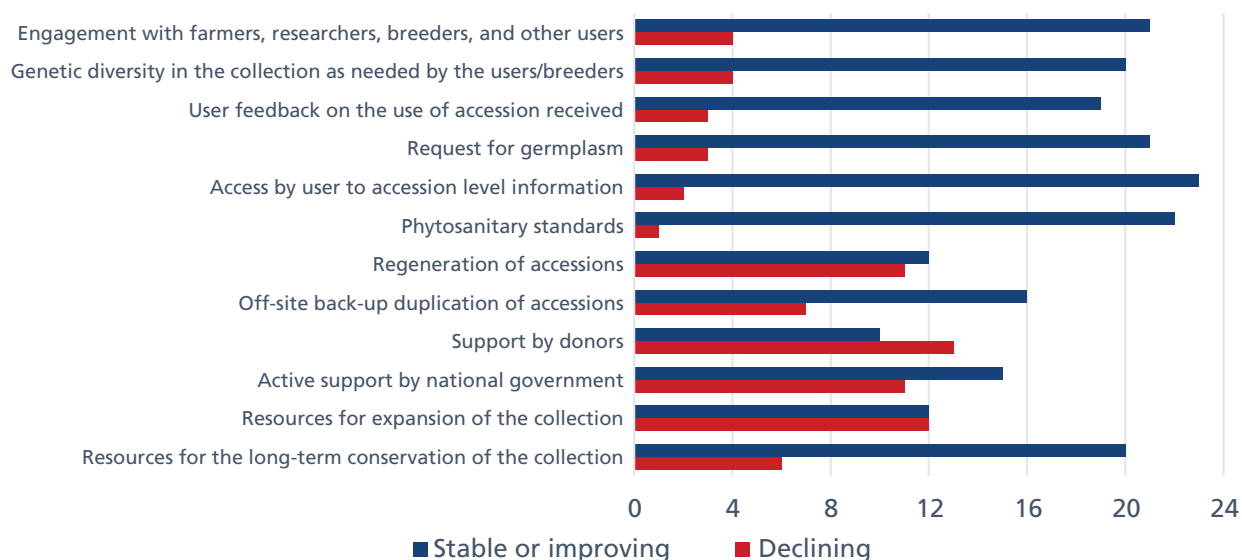 Engagement with farmers, researchers, breeders, and other users
Genetic diversity in the collection as needed by the users/breeders
User feedback on the use of accession received
Request for germplasm
Access by user to accession level information
Phytosanitary standards
Regeneration of accessions
Off-site back-up duplication of accessions
Support by donors
Active support by national government
Resources for expansion of the collection
Resources for the long-term conservation of the collection
0 4 8 12 16 20 24
Stable or improving Declining